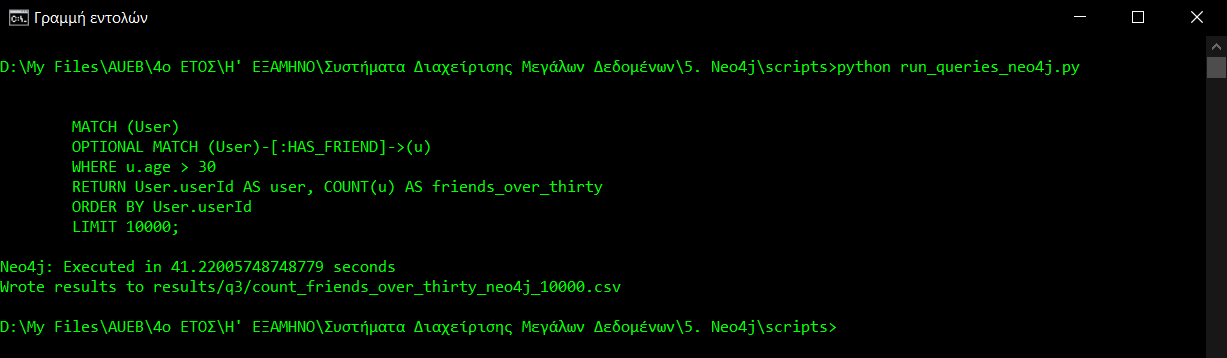 Γραμμή εντολών
D:\My Files\AUEB\4ο ΕΤΟΣ\Η' ΕΞΑΜΗΝΟ\Συστήματα Διαχείρισης Μεγάλων Δεδομένων\5. Neo4j\scripts>python run_queries_neo4j.py
MATCH (User)
OPTIONAL MATCH (User)-[:HAS_FRIEND]->(u)
WHERE u.age > 30
RETURN User.userId AS user, COUNT(u) AS friends_over_thirty
ORDER BY User.userId
LIMIT 10000;
Neo4j: Executed in 41.22005748748779 seconds
Wrote results to results/q3/count_friends_over_thirty_neo4j_10000.csv
D:\My Files\AUEB\4ο ΕΤΟΣ\Η' ΕΞΑΜΗΝΟ\Συστήματα Διαχείρισης Μεγάλων Δεδομένων\5. Neo4j\scripts>